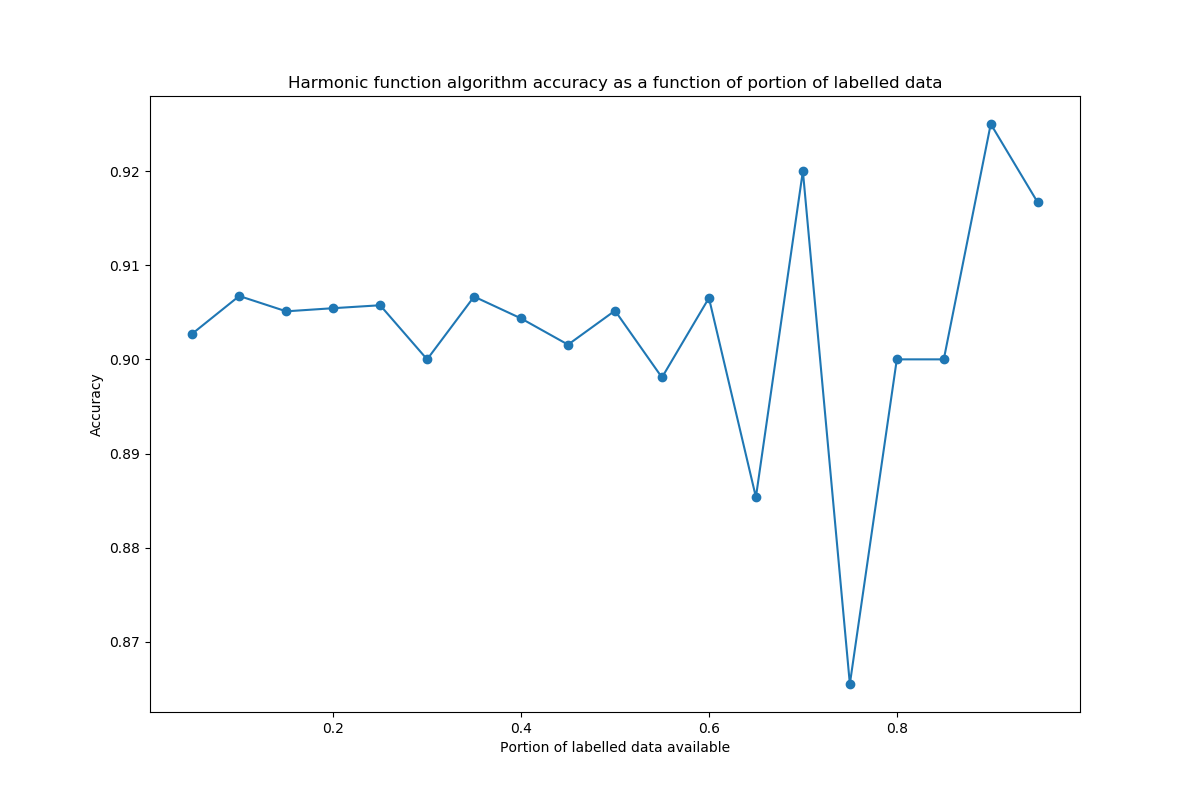 Harmonic function algorithm accuracy as a function of portion of labelled data
0.92
0.91
0.90
0.89
0.88
0.87
Accuracy
0.2 0.4 0.6 0.8
Portion of labelled data available